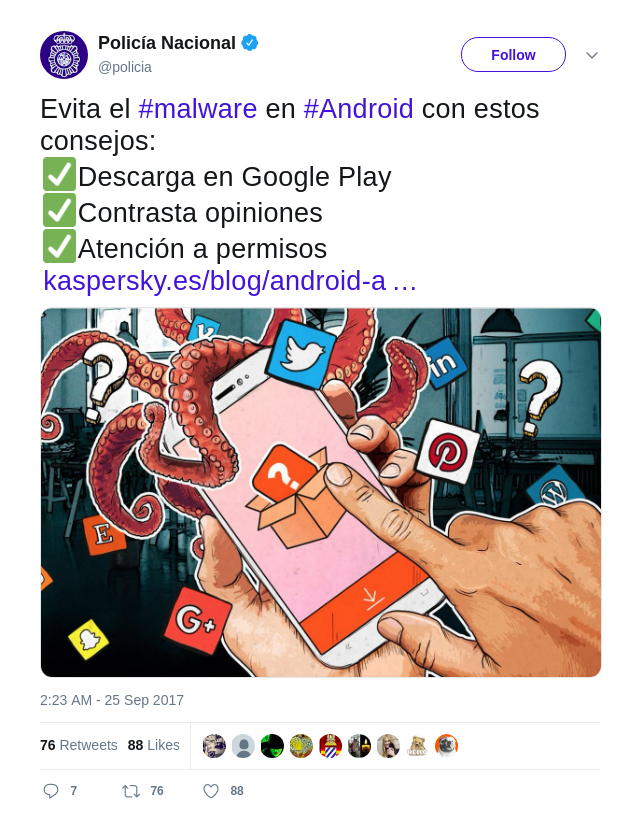 Policía Nacional
@policia
Follow
Evita el #malware en #Android con estos
consejos:
Descarga en Google Play
Contrasta opiniones
Atención a permisos
kaspersky.es/blog/android-a …
in
?
?
?
E
G+
2:23 AM - 25 Sep 2017
76 Retweets 88 Likes
7 76 88